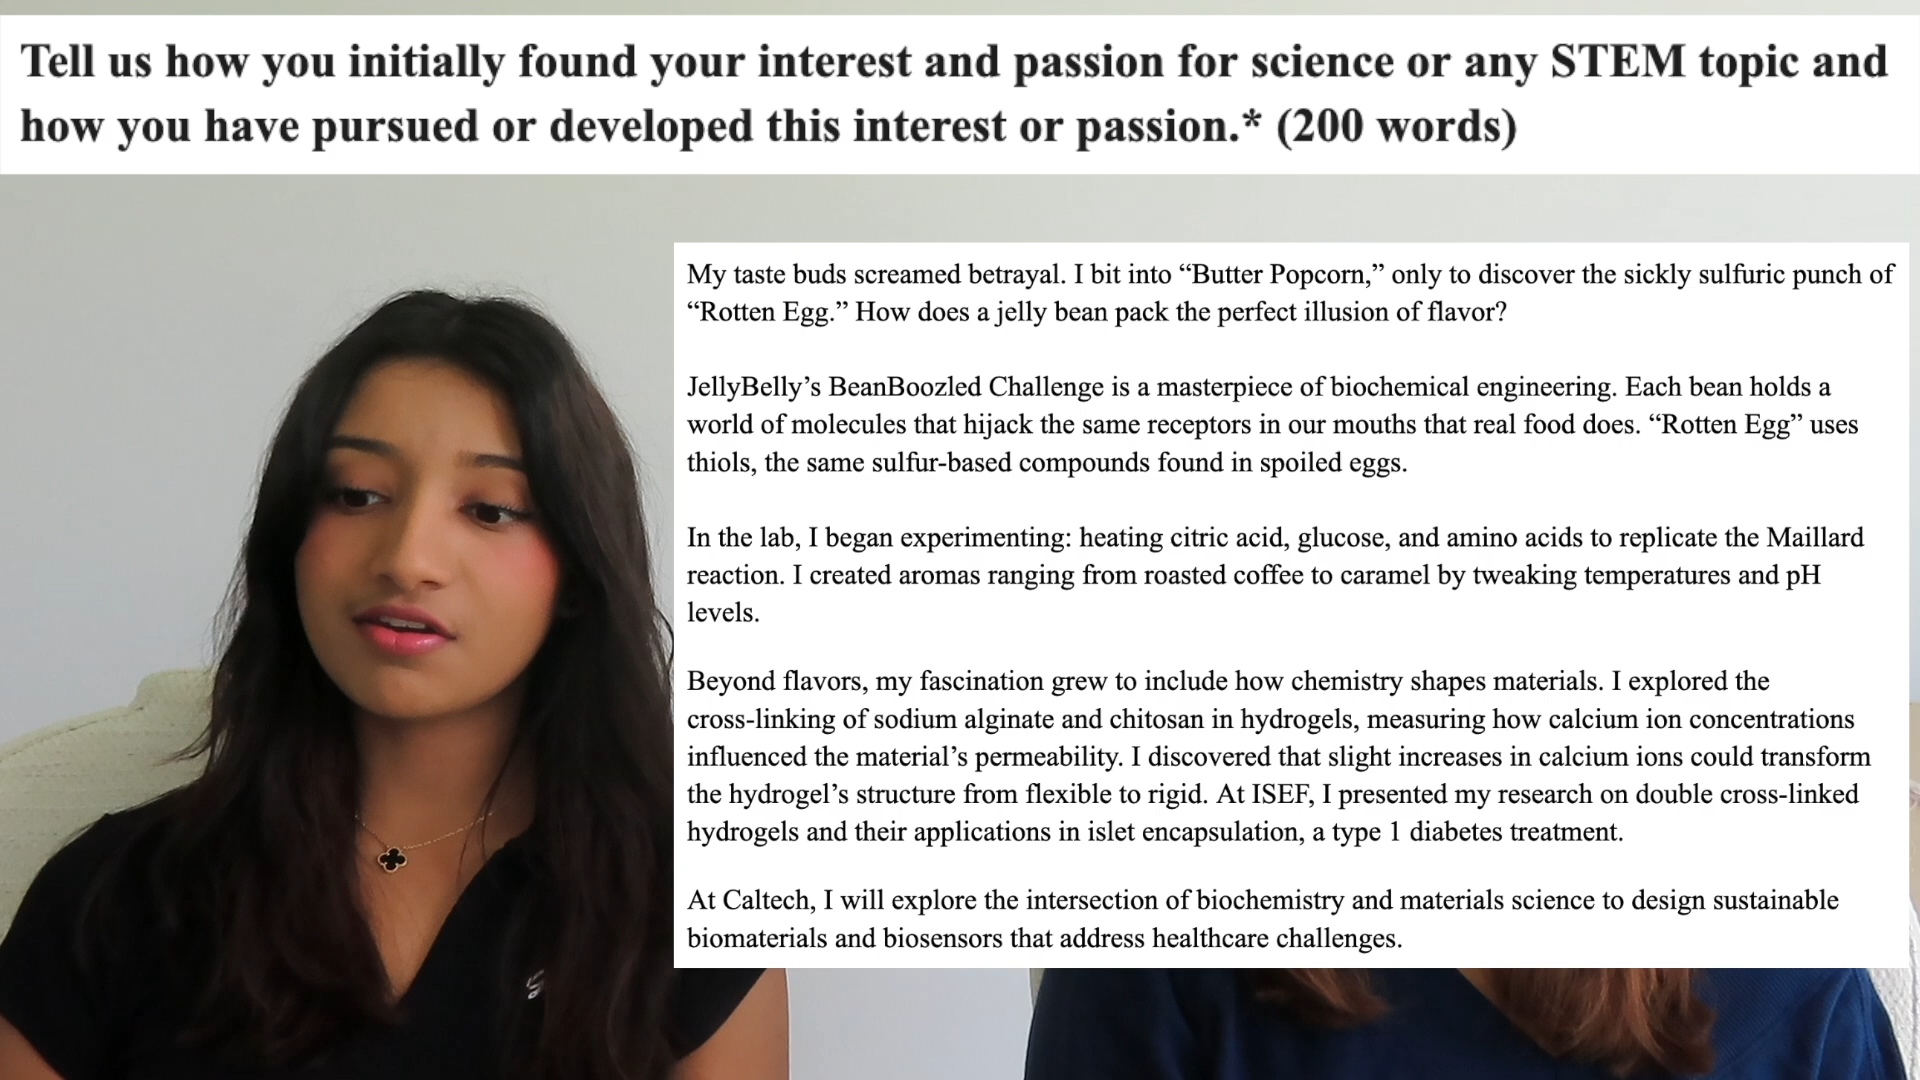 Tell us how you initially found your interest and passion for science or any STEM topic and
how you have pursued or developed this interest or passion.* (200 words)
My taste buds screamed betrayal. I bit into “Butter Popcorn,” only to discover the sickly sulfuric punch of
“Rotten Egg.” How does a jelly bean pack the perfect illusion of flavor?
JellyBelly’s BeanBoozled Challenge is a masterpiece of biochemical engineering. Each bean holds a
world of molecules that hijack the same receptors in our mouths that real food does. “Rotten Egg” uses
thiols, the same sulfur-based compounds found in spoiled eggs.
In the lab, I began experimenting: heating citric acid, glucose, and amino acids to replicate the Maillard
reaction. I created aromas ranging from roasted coffee to caramel by tweaking temperatures and pH
levels.
Beyond flavors, my fascination grew to include how chemistry shapes materials. I explored the
cross-linking of sodium alginate and chitosan in hydrogels, measuring how calcium ion concentrations
influenced the material’s permeability. I discovered that slight increases in calcium ions could transform
the hydrogel’s structure from flexible to rigid. At ISEF, I presented my research on double cross-linked
hydrogels and their applications in islet encapsulation, a type 1 diabetes treatment.
At Caltech, I will explore the intersection of biochemistry and materials science to design sustainable
biomaterials and biosensors that address healthcare challenges.